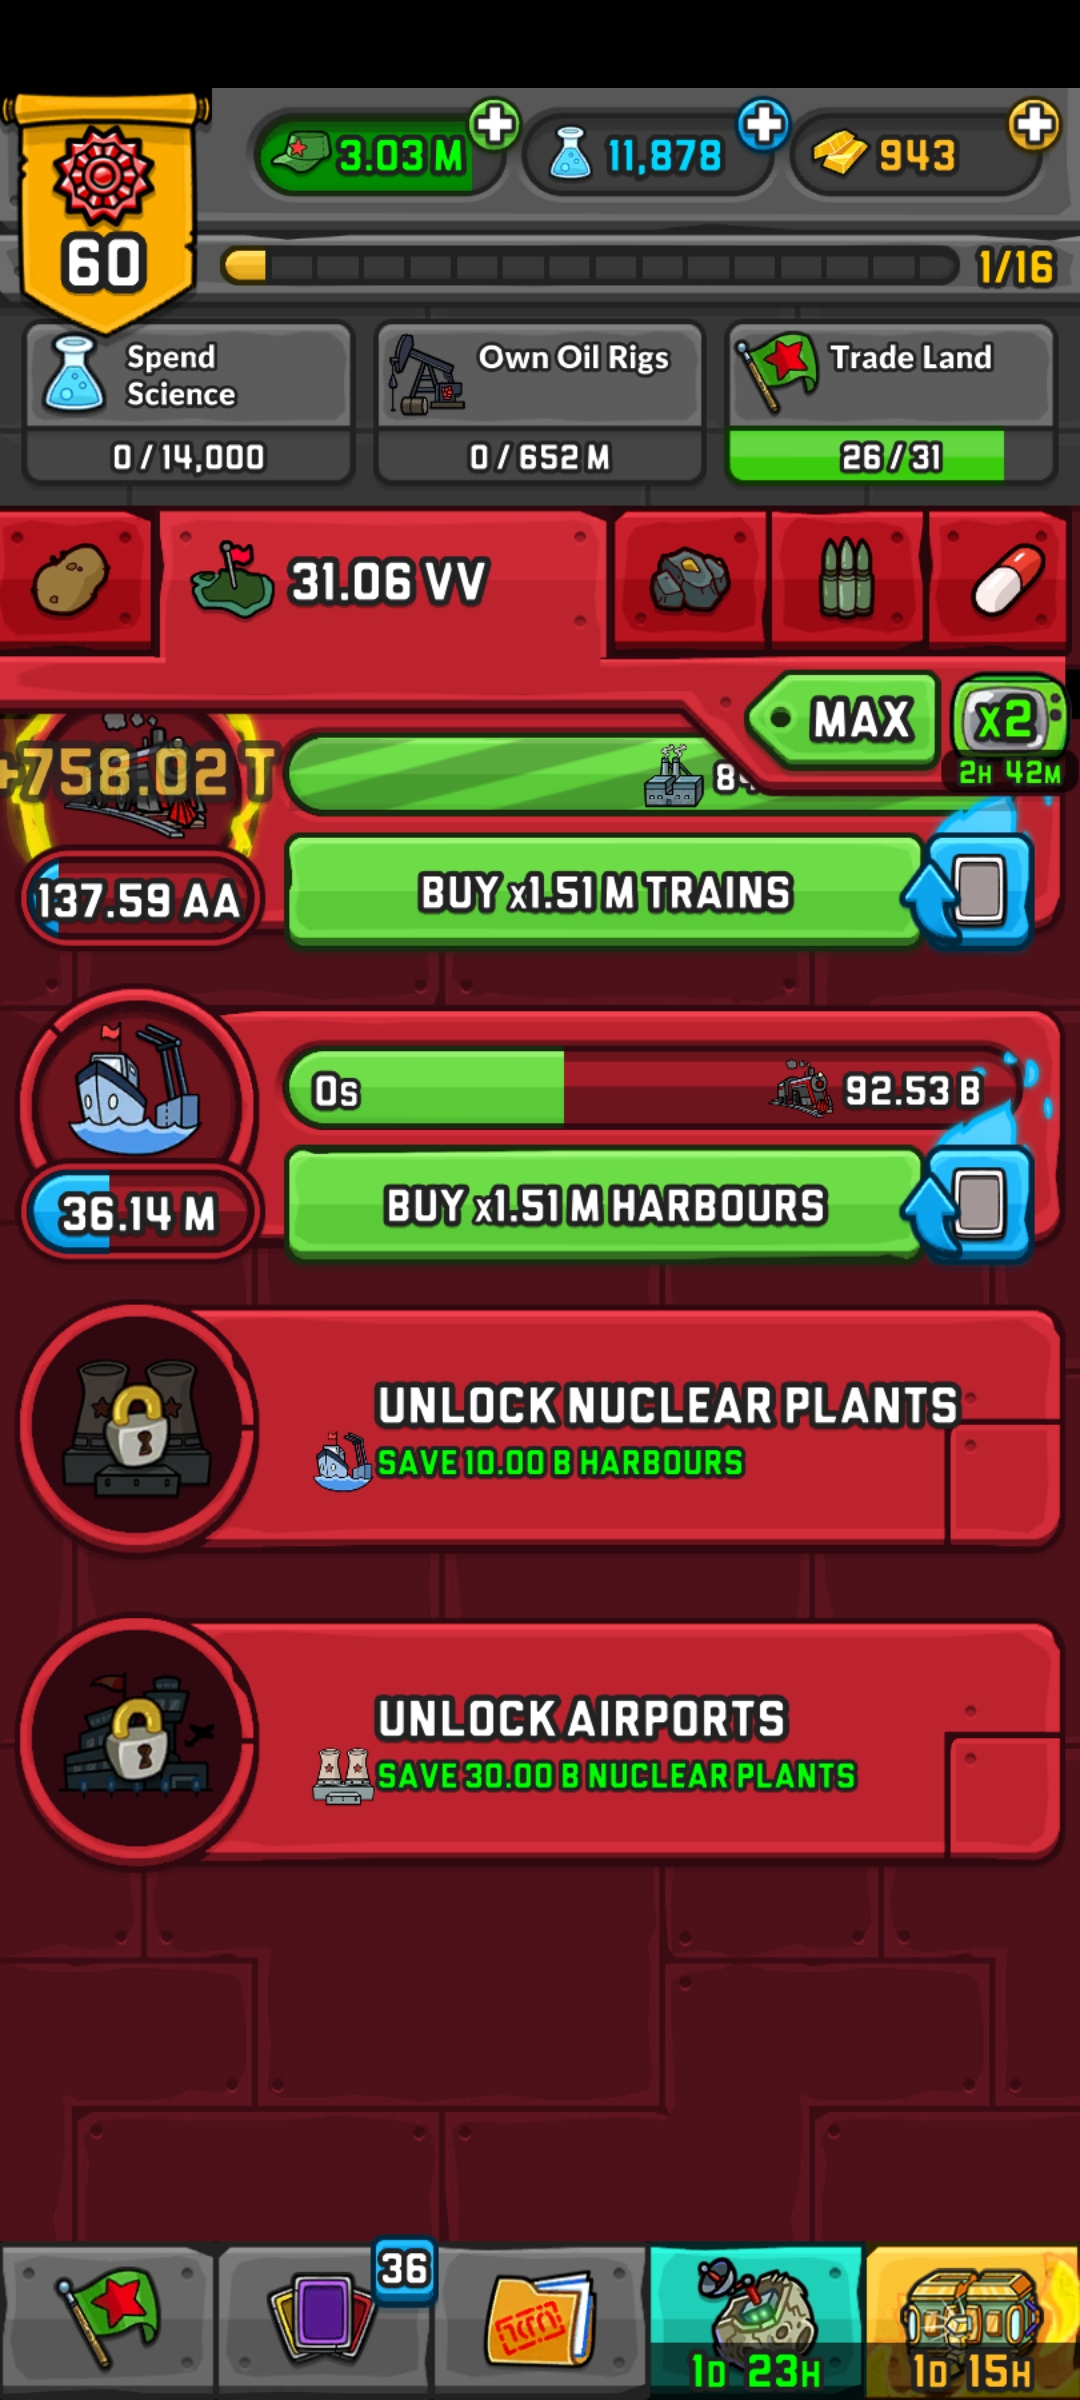 3.03 M
11,878
943
60
1/16
Spend
Science
0 / 14,000
Own Oil Rigs
0 / 652 M
Trade Land
26 / 31
31.06 VV
MAX
x2
2H 42M
+758.02 T
137.59 AA
BUY x1.51 M TRAINS
0s
92.53 B
36.14 M
BUY x1.51 M HARBOURS
UNLOCK NUCLEAR PLANTS
SAVE 10.00 B HARBOURS
UNLOCK AIRPORTS
SAVE 30.00 B NUCLEAR PLANTS
36
1D 23H
1D 15H